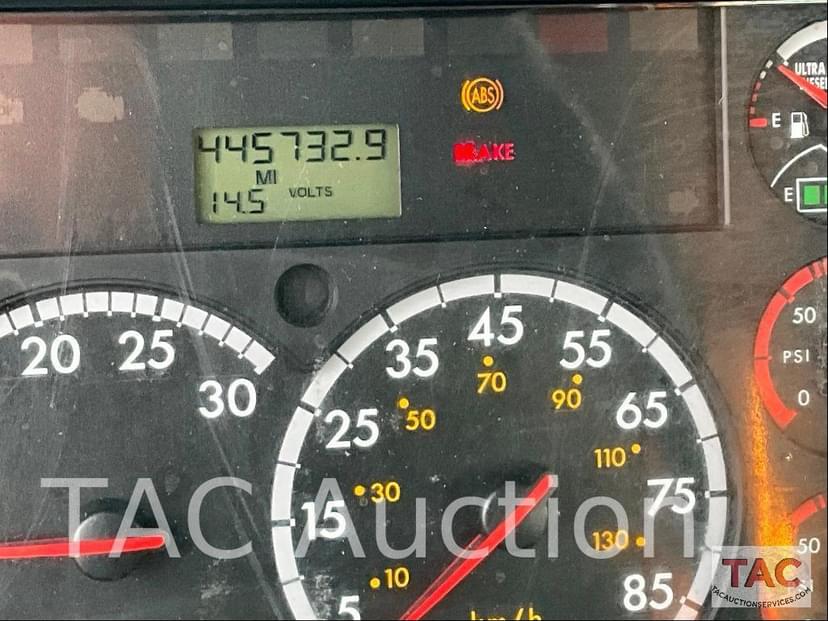 445732.9
MI
14.5 VOLTS
ABS
BRAKE
ULTRA
E
E
20 25 30
5 15 25 35 45 55 65 75 85
10 30 50 70 90 110 130
km/h
50
PSI
0
50
TAC Auction
TAC
TACAUCTIONSERVICES.COM